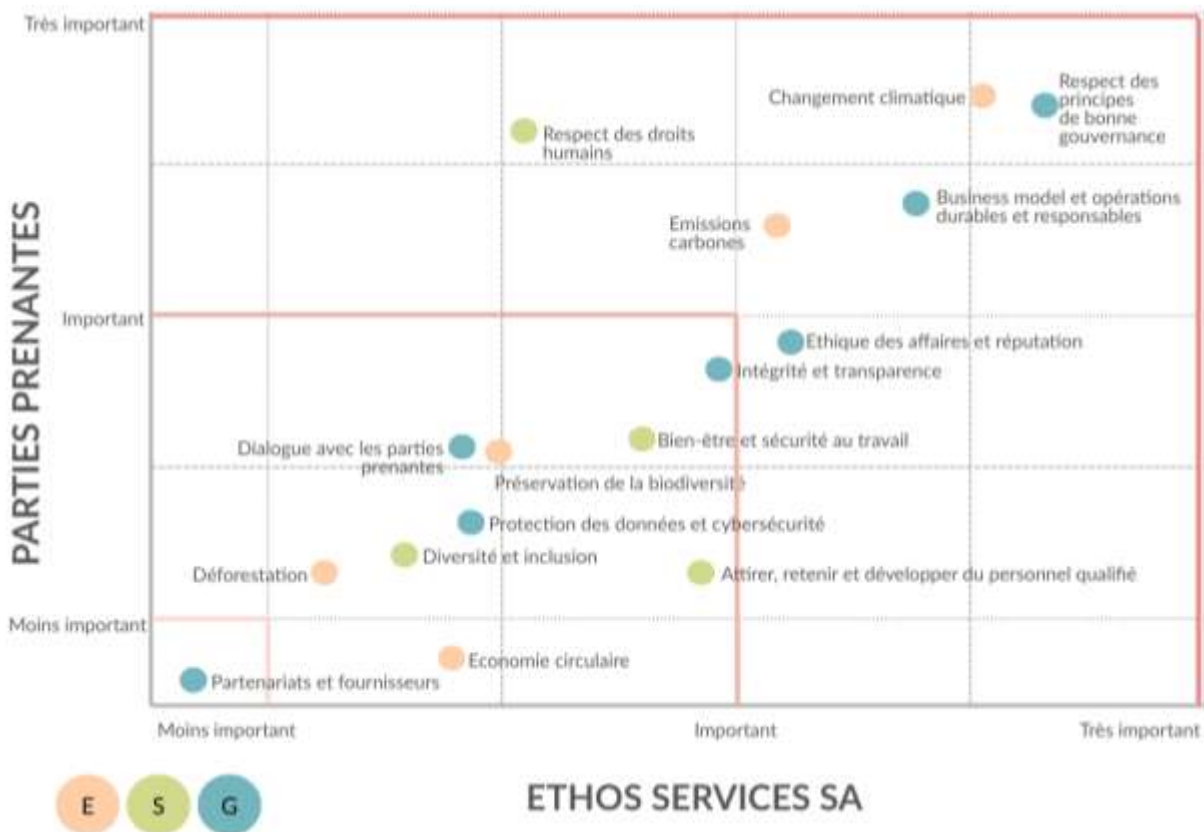 Très important
Changement climatique
Respect des
principes
de bonne
gouvernance
Respect des droits
humains
Business model et opérations
durables et responsables
Emissions
carbones
PARTIES PRENANTES
Important
Ethique des affaires et réputation
Intégrité et transparence
Bien-être et sécurité au travail
Dialogue avec les parties
prenantes
Préservation de la biodiversité
Protection des données et cybersécurité
Diversité et inclusion
Déforestation
Attirer, retenir et développer du personnel qualifié
Moins important
Economie circulaire
Partenariats et fournisseurs
Moins important
Important
Très important
E
S
G
ETHOS SERVICES SA